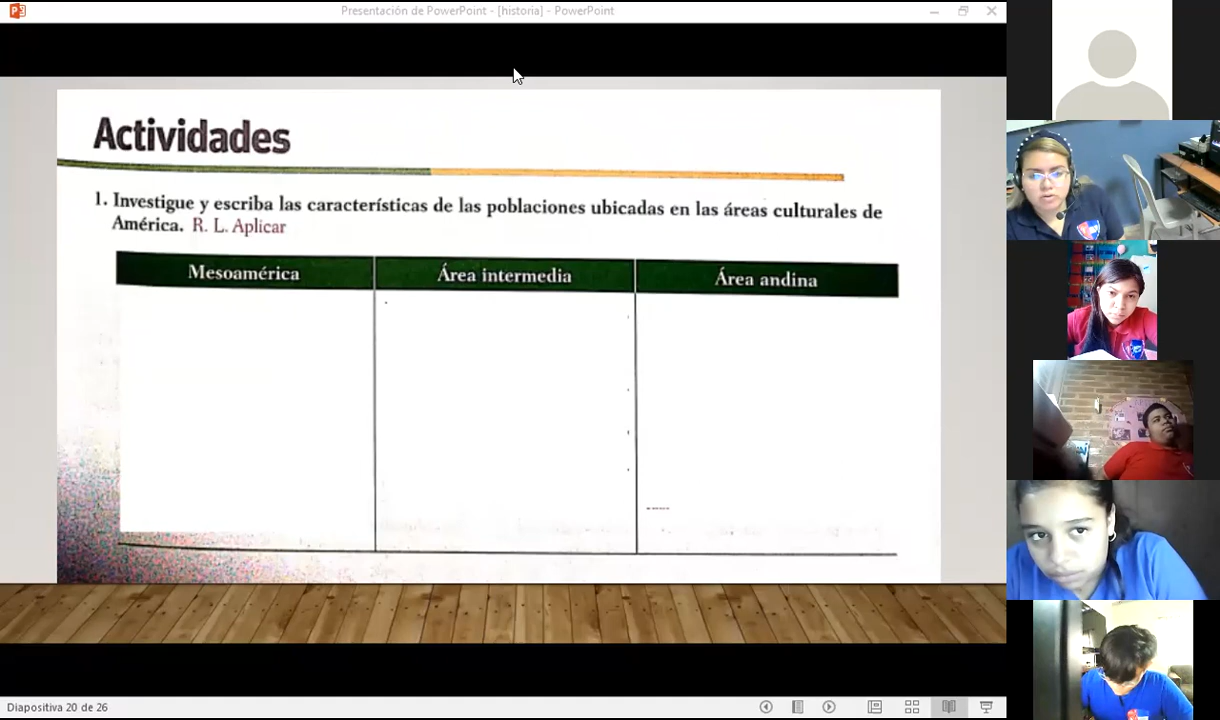 Presentación de PowerPoint - [historia] - PowerPoint
Actividades
1. Investigue y escriba las características de las poblaciones ubicadas en las áreas culturales de
América. R. L. Aplicar
Mesoamérica Área intermedia Área andina
Diapositiva 20 de 26